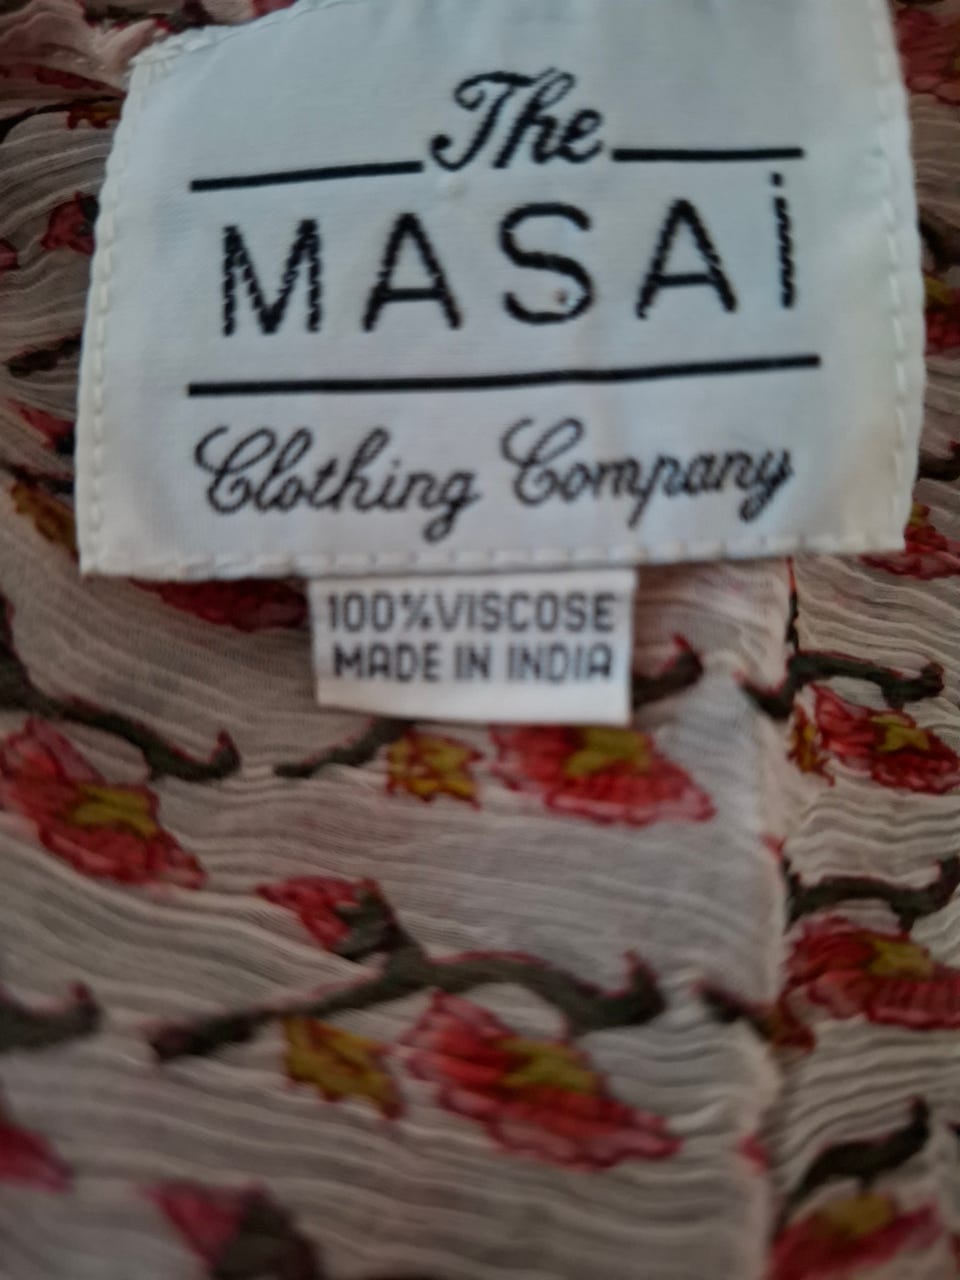 The
MASAi
Clothing Company
100%VISCOSE
MADE IN INDIA